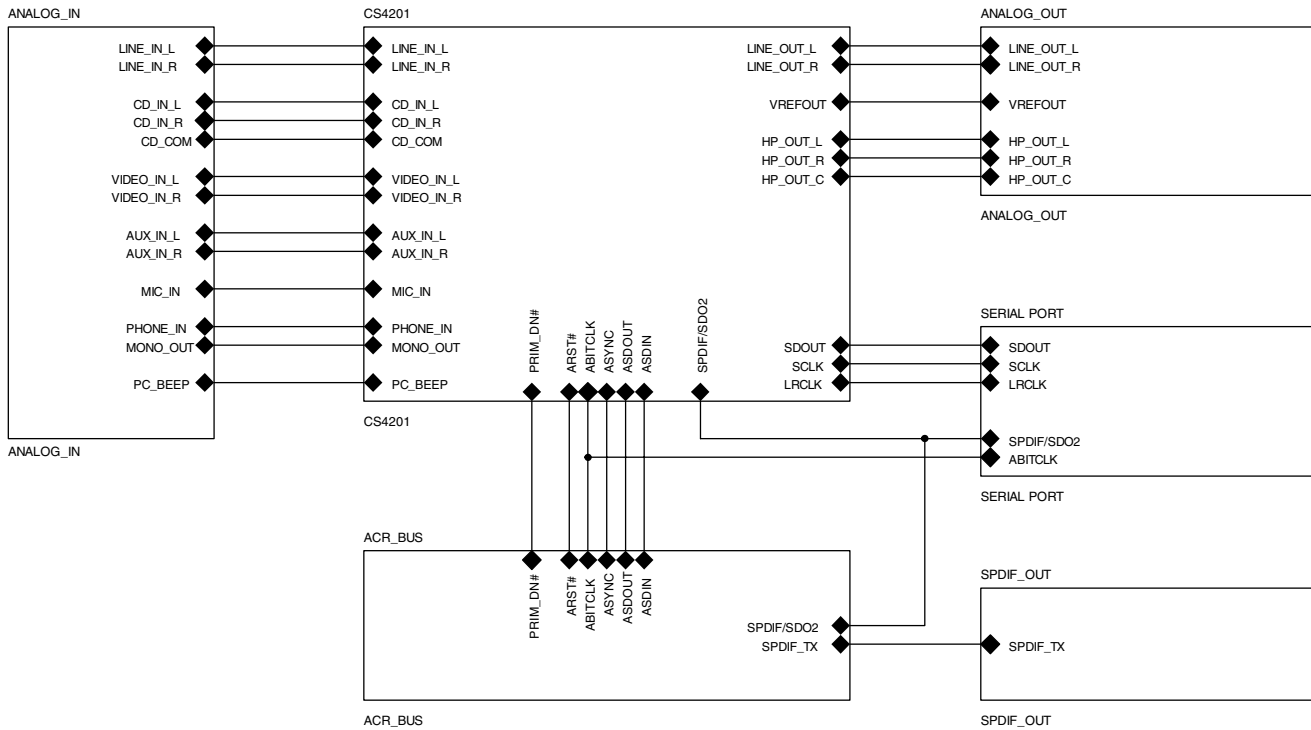 ANALOG_IN
LINE_IN_L
LINE_IN_R
CD_IN_L
CD_IN_R
CD_COM
VIDEO_IN_L
VIDEO_IN_R
AUX_IN_L
AUX_IN_R
MIC_IN
PHONE_IN
MONO_OUT
PC_BEEP
ANALOG_IN
CS4201
LINE_IN_L
LINE_IN_R
CD_IN_L
CD_IN_R
CD_COM
VIDEO_IN_L
VIDEO_IN_R
AUX_IN_L
AUX_IN_R
MIC_IN
PHONE_IN
MONO_OUT
PC_BEEP
PRIM_DN#
ARST#
ABITCLK
ASYNC
ASDOUT
ASDIN
SPDIF/SDO2
LINE_OUT_L
LINE_OUT_R
VREFOUT
HP_OUT_L
HP_OUT_R
HP_OUT_C
SDOUT
SCLK
LRCLK
CS4201
ANALOG_OUT
LINE_OUT_L
LINE_OUT_R
VREFOUT
HP_OUT_L
HP_OUT_R
HP_OUT_C
ANALOG_OUT
SERIAL PORT
SDOUT
SCLK
LRCLK
SPDIF/SDO2
ABITCLK
SERIAL PORT
ACR_BUS
PRIM_DN#
ARST#
ABITCLK
ASYNC
ASDOUT
ASDIN
SPDIF/SDO2
SPDIF_TX
ACR_BUS
SPDIF_OUT
SPDIF_TX
SPDIF_OUT